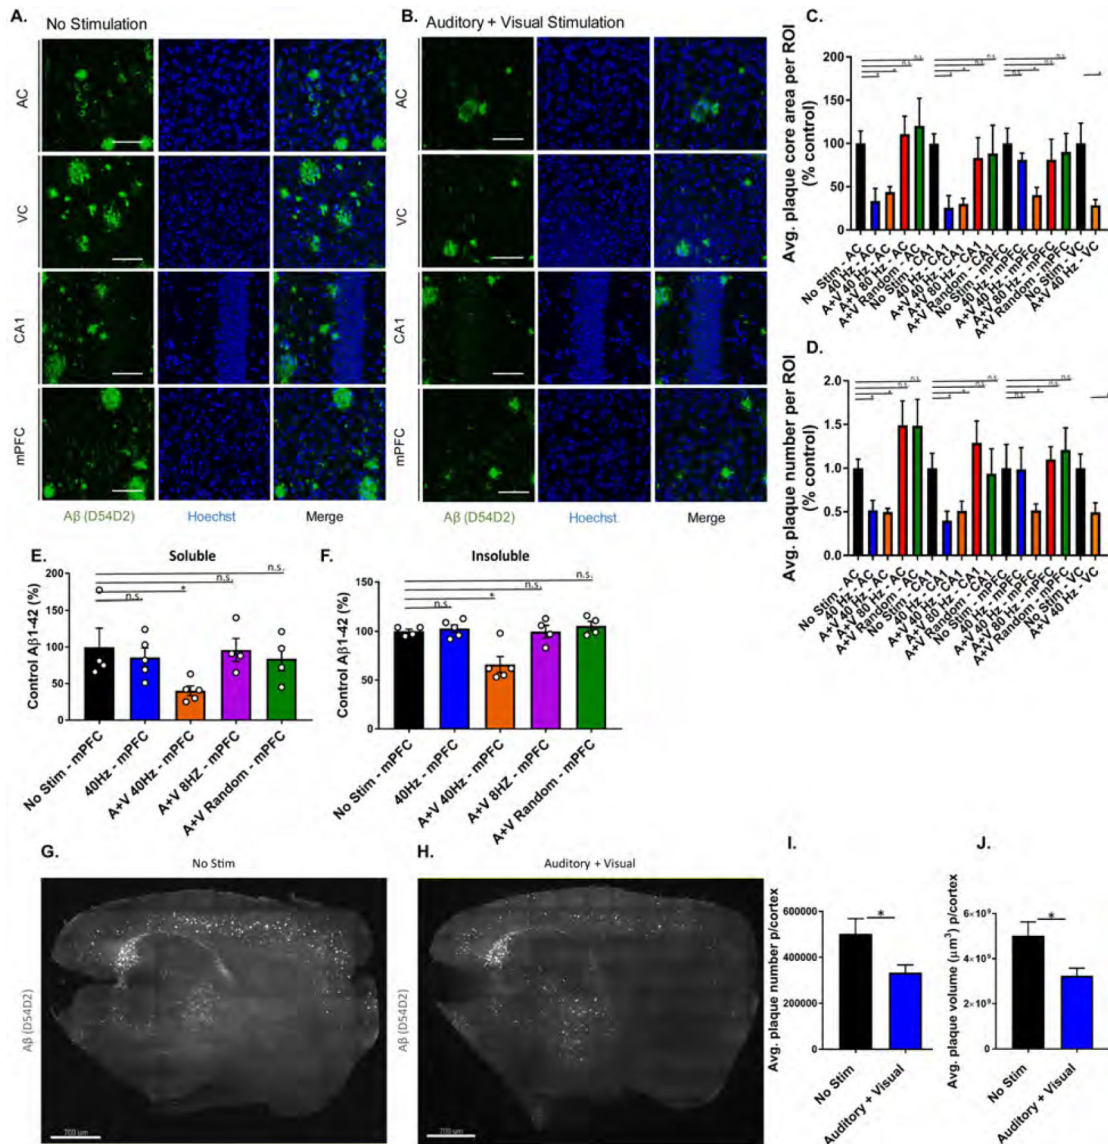 A.
No Stimulation
AC
VC
CA1
mPFC
Aβ (D54D2)
Hoechst
Merge
B.
Auditory + Visual Stimulation
AC
VC
CA1
mPFC
Aβ (D54D2)
Hoechst
Merge
C.
Avg. plaque core area per ROI
(% control)
200
150
100
50
0
n.s.
n.s.
*
*
n.s.
n.s.
*
*
n.s.
n.s.
*
n.s.
*
No Stim - AC
40 Hz - AC
A+V 40 Hz - AC
A+V 80 Hz - AC
A+V Random - AC
No Stim - CA1
40 Hz - CA1
A+V 40 Hz - CA1
A+V 80 Hz - CA1
A+V Random - CA1
No Stim - mPFC
40 Hz - mPFC
A+V 40 Hz - mPFC
A+V 80 Hz - mPFC
A+V Random - mPFC
No Stim - VC
A+V 40 Hz - VC
D.
Avg. plaque number per ROI
(% control)
2.0
1.5
1.0
0.5
0.0
n.s.
n.s.
*
*
n.s.
n.s.
*
*
n.s.
n.s.
*
n.s.
*
No Stim - AC
40 Hz - AC
A+V 40 Hz - AC
A+V 80 Hz - AC
A+V Random - AC
No Stim - CA1
40 Hz - CA1
A+V 40 Hz - CA1
A+V 80 Hz - CA1
A+V Random - CA1
No Stim - mPFC
40 Hz - mPFC
A+V 40 Hz - mPFC
A+V 80 Hz - mPFC
A+V Random - mPFC
No Stim - VC
A+V 40 Hz - VC
E.
Soluble
Control Aβ1-42 (%)
200
150
100
50
0
n.s.
n.s.
*
n.s.
No Stim - mPFC
40Hz - mPFC
A+V 40Hz - mPFC
A+V 8HZ - mPFC
A+V Random - mPFC
F.
Insoluble
Control Aβ1-42 (%)
150
100
50
0
n.s.
n.s.
*
n.s.
No Stim - mPFC
40Hz - mPFC
A+V 40Hz - mPFC
A+V 8HZ - mPFC
A+V Random - mPFC
G.
No Stim
Aβ (D54D2)
700 um
H.
Auditory + Visual
Aβ (D54D2)
700 um
I.
Avg. plaque number p/cortex
600000
400000
200000
0
*
No Stim
Auditory + Visual
J.
Avg. plaque volume (μm³) p/cortex
6×10⁹
4×10⁹
2×10⁹
0
*
No Stim
Auditory + Visual